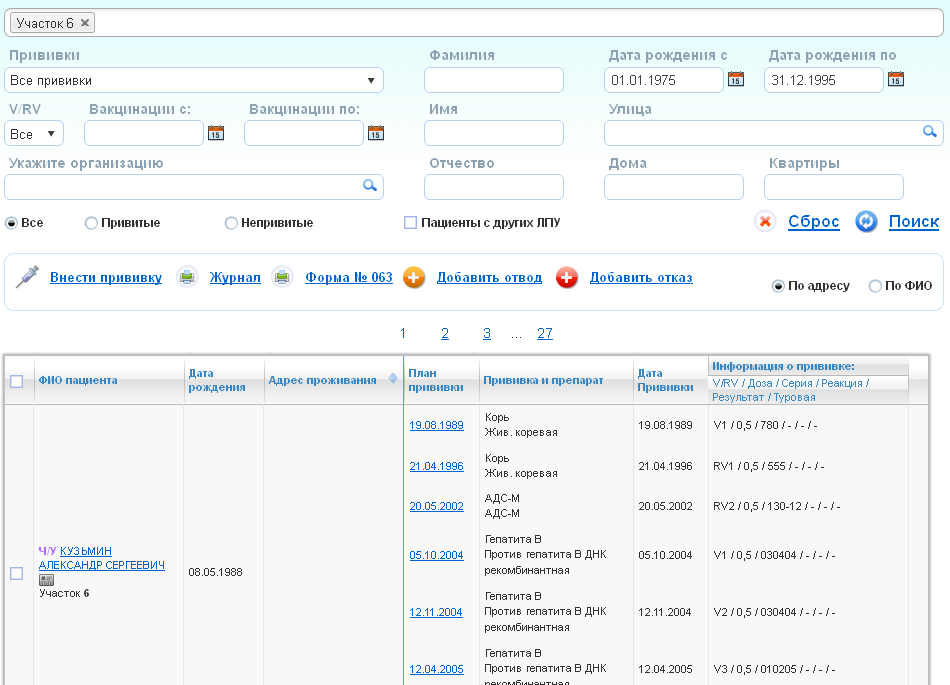 Участок 6
Прививки
Фамилия
Дата рождения с
Дата рождения по
Все прививки
01.01.1975
15
31.12.1995
15
V/RV
Вакцинации с:
Вакцинации по:
Имя
Улица
Все
15
15
Укажите организацию
Отчество
Дома
Квартиры
Все
Привитые
Непривитые
Пациенты с других ЛПУ
Сброс
Поиск
Внести прививку
Журнал
Форма № 063
Добавить отвод
Добавить отказ
По адресу
По ФИО
1 2 3 ... 27
ФИО пациента
Дата
рождения
Адрес проживания
План
прививки
Прививка и препарат
Дата
Прививки
Информация о прививке:
V/RV / Доза / Серия / Реакция /
Результат / Туровая
Ч/У КУЗЬМИН
АЛЕКСАНДР СЕРГЕЕВИЧ
Участок 6
08.05.1988
19.08.1989
Корь
Жив. коревая
19.08.1989
V1 / 0,5 / 780 / - / - / -
21.04.1996
Корь
Жив. коревая
21.04.1996
RV1 / 0,5 / 555 / - / - / -
20.05.2002
АДС-М
АДС-М
20.05.2002
RV2 / 0,5 / 130-12 / - / - / -
05.10.2004
Гепатита В
Против гепатита В ДНК
рекомбинантная
05.10.2004
V1 / 0,5 / 030404 / - / - / -
12.11.2004
Гепатита В
Против гепатита В ДНК
рекомбинантная
12.11.2004
V2 / 0,5 / 030404 / - / - / -
12.04.2005
Гепатита В
Против гепатита В ДНК
рекомбинантная
12.04.2005
V3 / 0,5 / 010205 / - / - / -